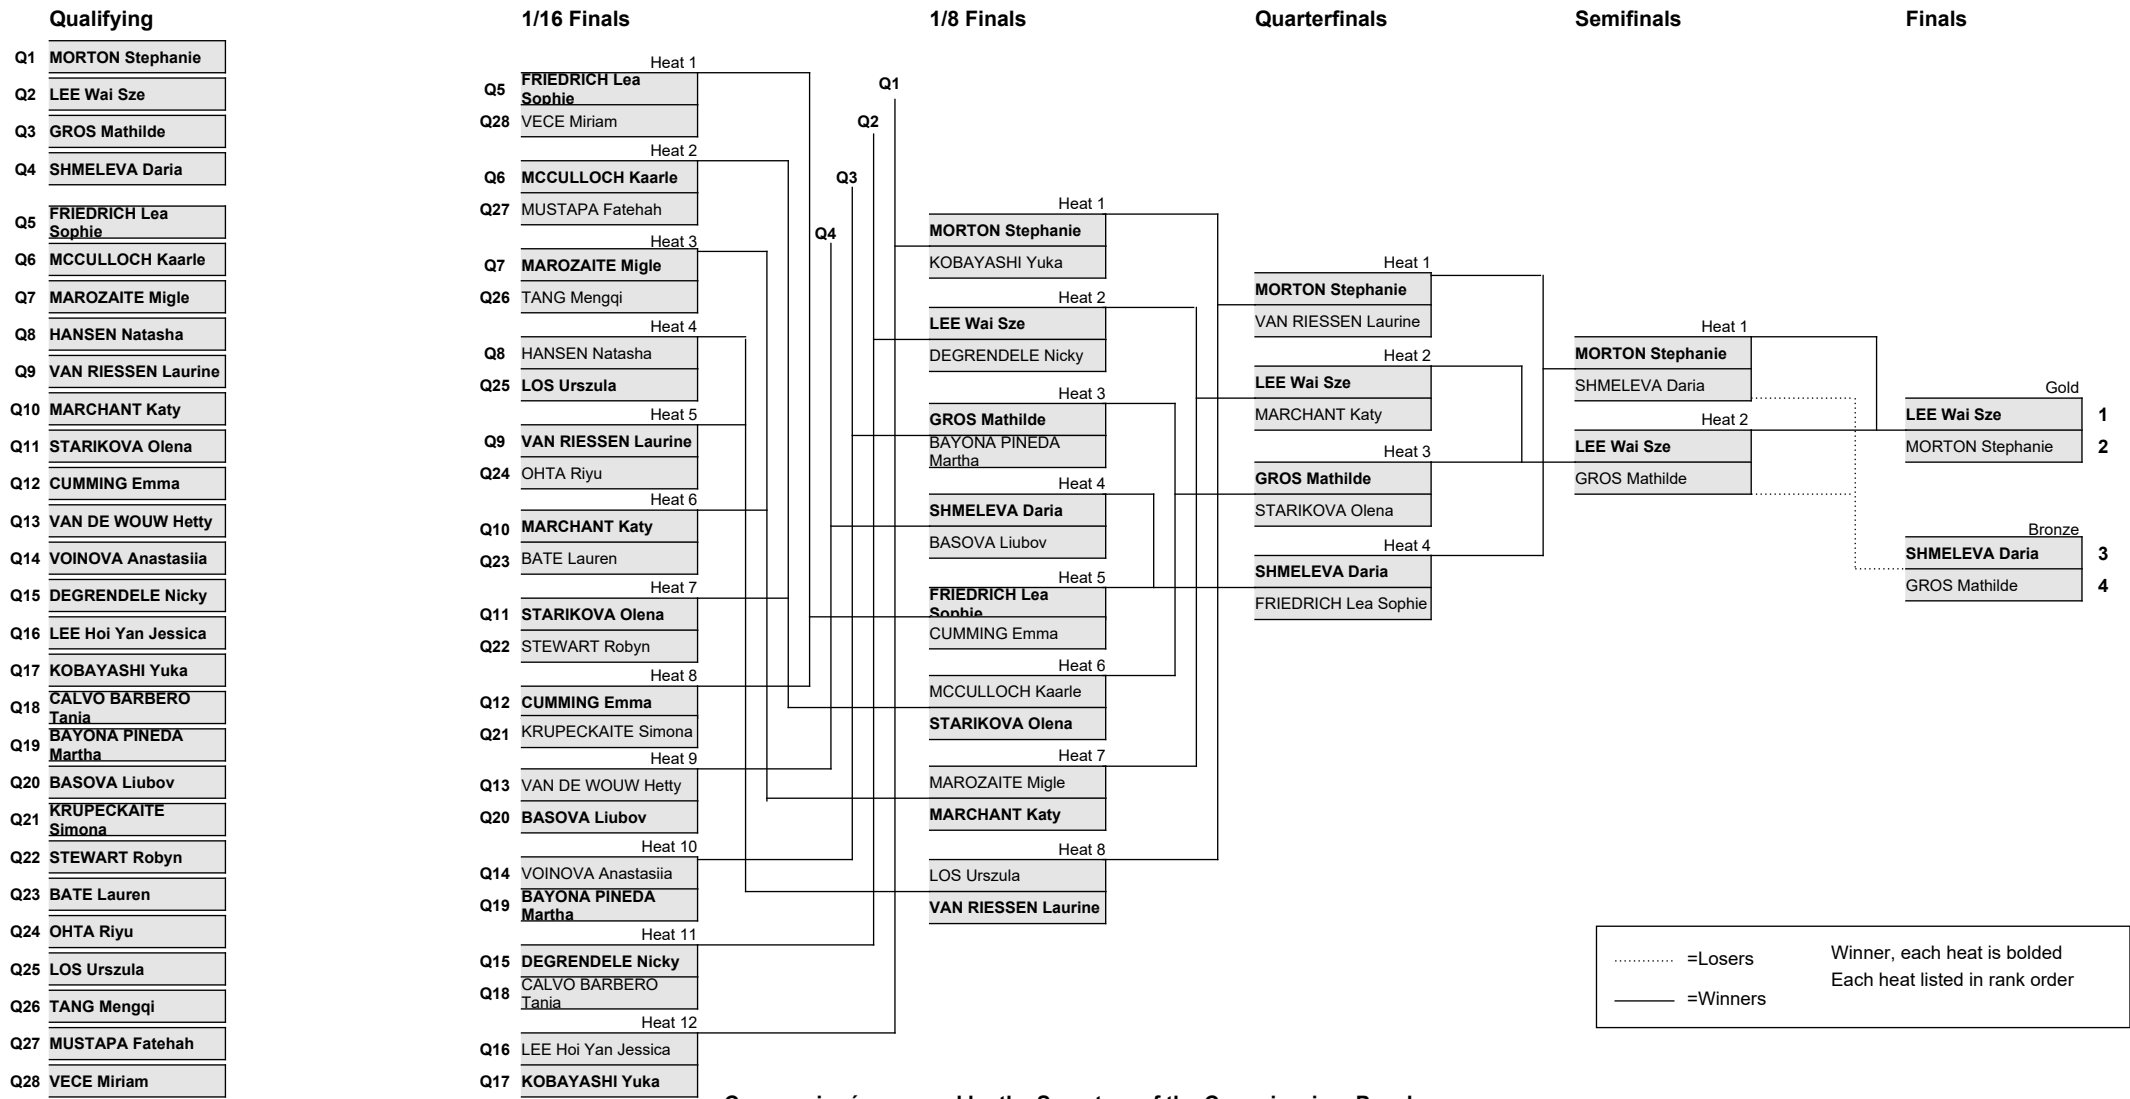 Qualifying
Q1 MORTON Stephanie
Q2 LEE Wai Sze
Q3 GROS Mathilde
Q4 SHMELEVA Daria
Q5 FRIEDRICH Lea
Sophie
Q6 MCCULLOCH Kaarle
Q7 MAROZAITE Migle
Q8 HANSEN Natasha
Q9 VAN RIESSEN Laurine
Q10 MARCHANT Katy
Q11 STARIKOVA Olena
Q12 CUMMING Emma
Q13 VAN DE WOUW Hetty
Q14 VOINOVA Anastasiia
Q15 DEGRENDELE Nicky
Q16 LEE Hoi Yan Jessica
Q17 KOBAYASHI Yuka
Q18 CALVO BARBERO
Tania
Q19 BAYONA PINEDA
Martha
Q20 BASOVA Liubov
Q21 KRUPECKAITE
Simona
Q22 STEWART Robyn
Q23 BATE Lauren
Q24 OHTA Riyu
Q25 LOS Urszula
Q26 TANG Mengqi
Q27 MUSTAPA Fatehah
Q28 VECE Miriam
1/16 Finals
Heat 1
Q5 FRIEDRICH Lea
Sophie
Q28 VECE Miriam
Heat 2
Q6 MCCULLOCH Kaarle
Q27 MUSTAPA Fatehah
Heat 3
Q7 MAROZAITE Migle
Q26 TANG Mengqi
Heat 4
Q8 HANSEN Natasha
Q25 LOS Urszula
Heat 5
Q9 VAN RIESSEN Laurine
Q24 OHTA Riyu
Heat 6
Q10 MARCHANT Katy
Q23 BATE Lauren
Heat 7
Q11 STARIKOVA Olena
Q22 STEWART Robyn
Heat 8
Q12 CUMMING Emma
Q21 KRUPECKAITE Simona
Heat 9
Q13 VAN DE WOUW Hetty
Q20 BASOVA Liubov
Heat 10
Q14 VOINOVA Anastasiia
Q19 BAYONA PINEDA
Martha
Heat 11
Q15 DEGRENDELE Nicky
Q18 CALVO BARBERO
Tania
Heat 12
Q16 LEE Hoi Yan Jessica
Q17 KOBAYASHI Yuka
1/8 Finals
Q1
Q2
Q3
Q4
Heat 1
MORTON Stephanie
KOBAYASHI Yuka
Heat 2
LEE Wai Sze
DEGRENDELE Nicky
Heat 3
GROS Mathilde
BAYONA PINEDA
Martha
Heat 4
SHMELEVA Daria
BASOVA Liubov
Heat 5
FRIEDRICH Lea
Sophie
CUMMING Emma
Heat 6
MCCULLOCH Kaarle
STARIKOVA Olena
Heat 7
MAROZAITE Migle
MARCHANT Katy
Heat 8
LOS Urszula
VAN RIESSEN Laurine
Quarterfinals
Heat 1
MORTON Stephanie
VAN RIESSEN Laurine
Heat 2
LEE Wai Sze
MARCHANT Katy
Heat 3
GROS Mathilde
STARIKOVA Olena
Heat 4
SHMELEVA Daria
FRIEDRICH Lea Sophie
Semifinals
Heat 1
MORTON Stephanie
SHMELEVA Daria
Heat 2
LEE Wai Sze
GROS Mathilde
Finals
Gold
LEE Wai Sze 1
MORTON Stephanie 2
Bronze
SHMELEVA Daria 3
GROS Mathilde 4
=Losers
=Winners
Winner, each heat is bolded
Each heat listed in rank order